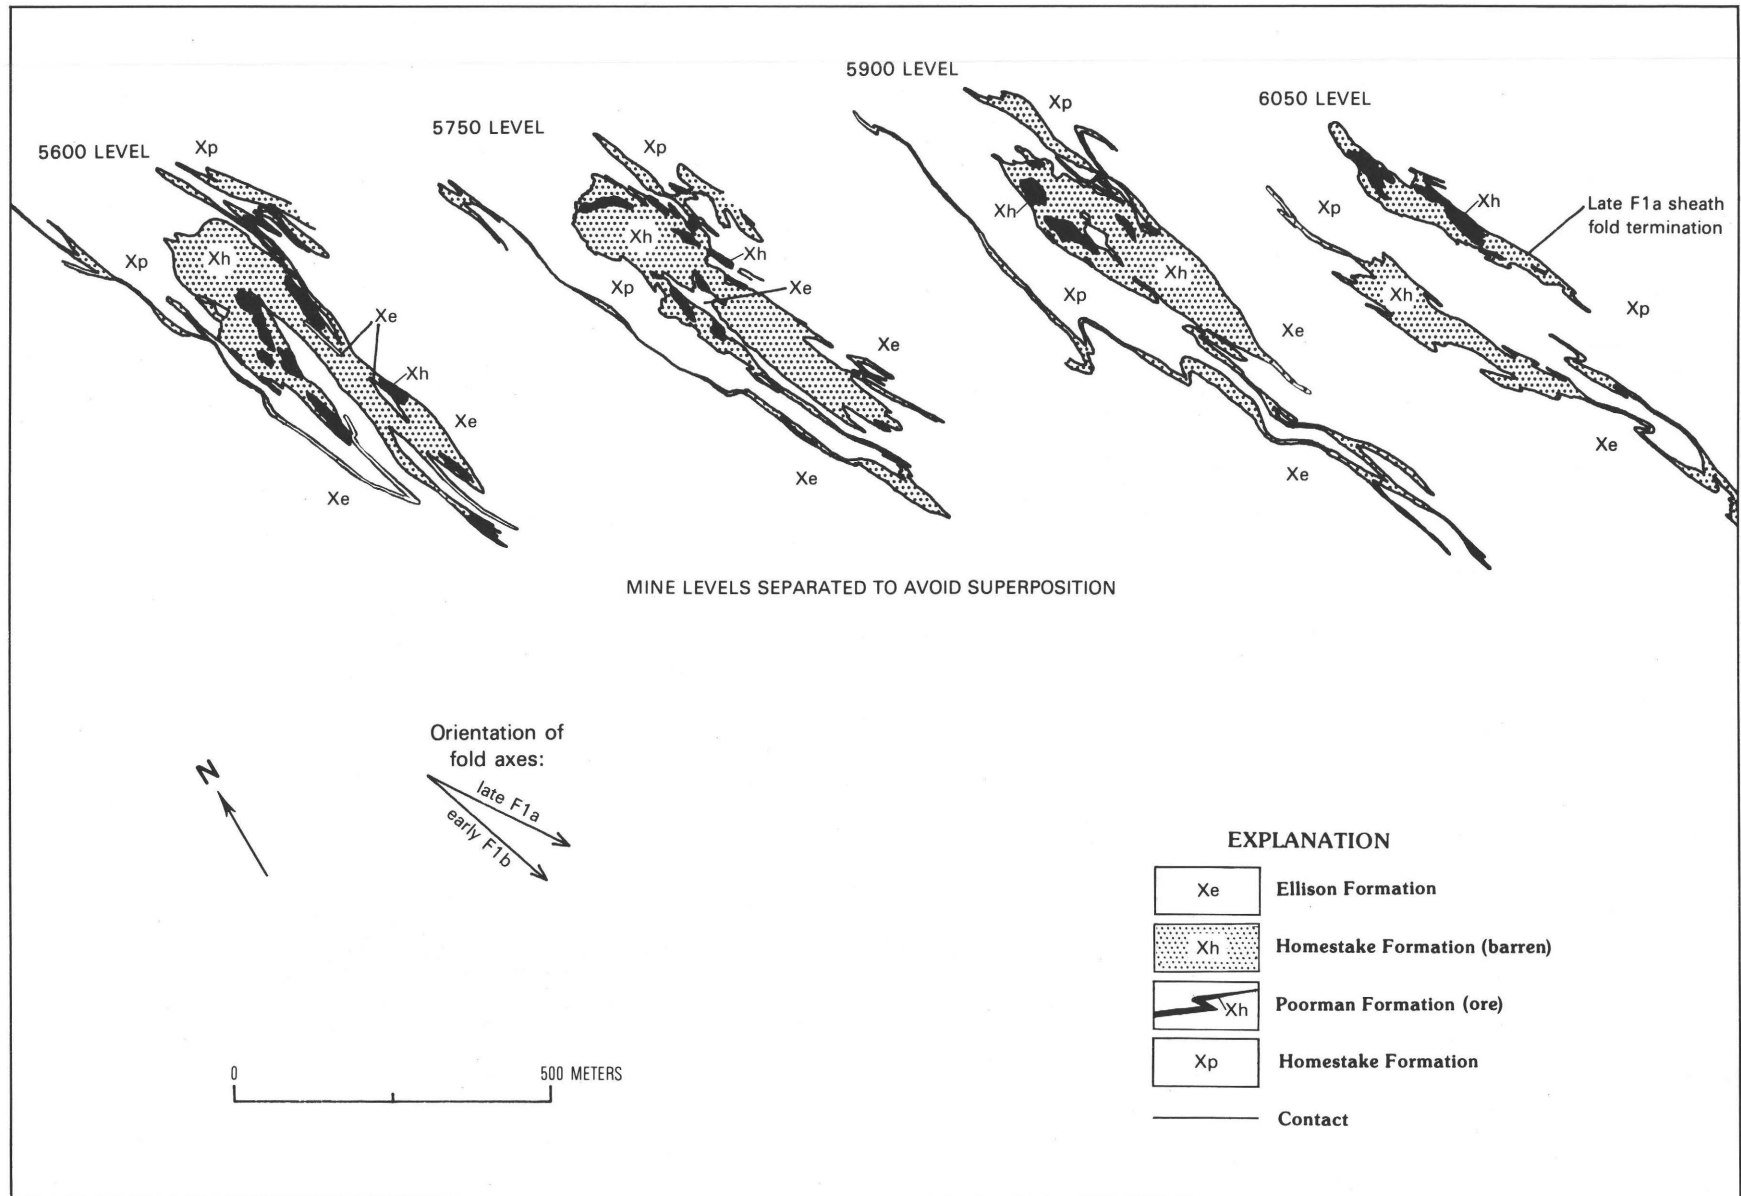 5900 LEVEL
Xp
6050 LEVEL
5750 LEVEL
Xp
5600 LEVEL
Xp
Xh
Xp
Xh
Late F1a sheath
fold termination
Xp
Xh
Xh
Xh
Xh
Xp
Xp
Xe
Xp
Xh
Xp
Xe
Xe
Xe
Xh
Xe
Xe
Xe
Xe
Xe
MINE LEVELS SEPARATED TO AVOID SUPERPOSITION
N
Orientation of
fold axes:
late F1a
early F1b
EXPLANATION
Xe Ellison Formation
Xh Homestake Formation (barren)
Xh Poorman Formation (ore)
Xp Homestake Formation
Contact
0 500 METERS